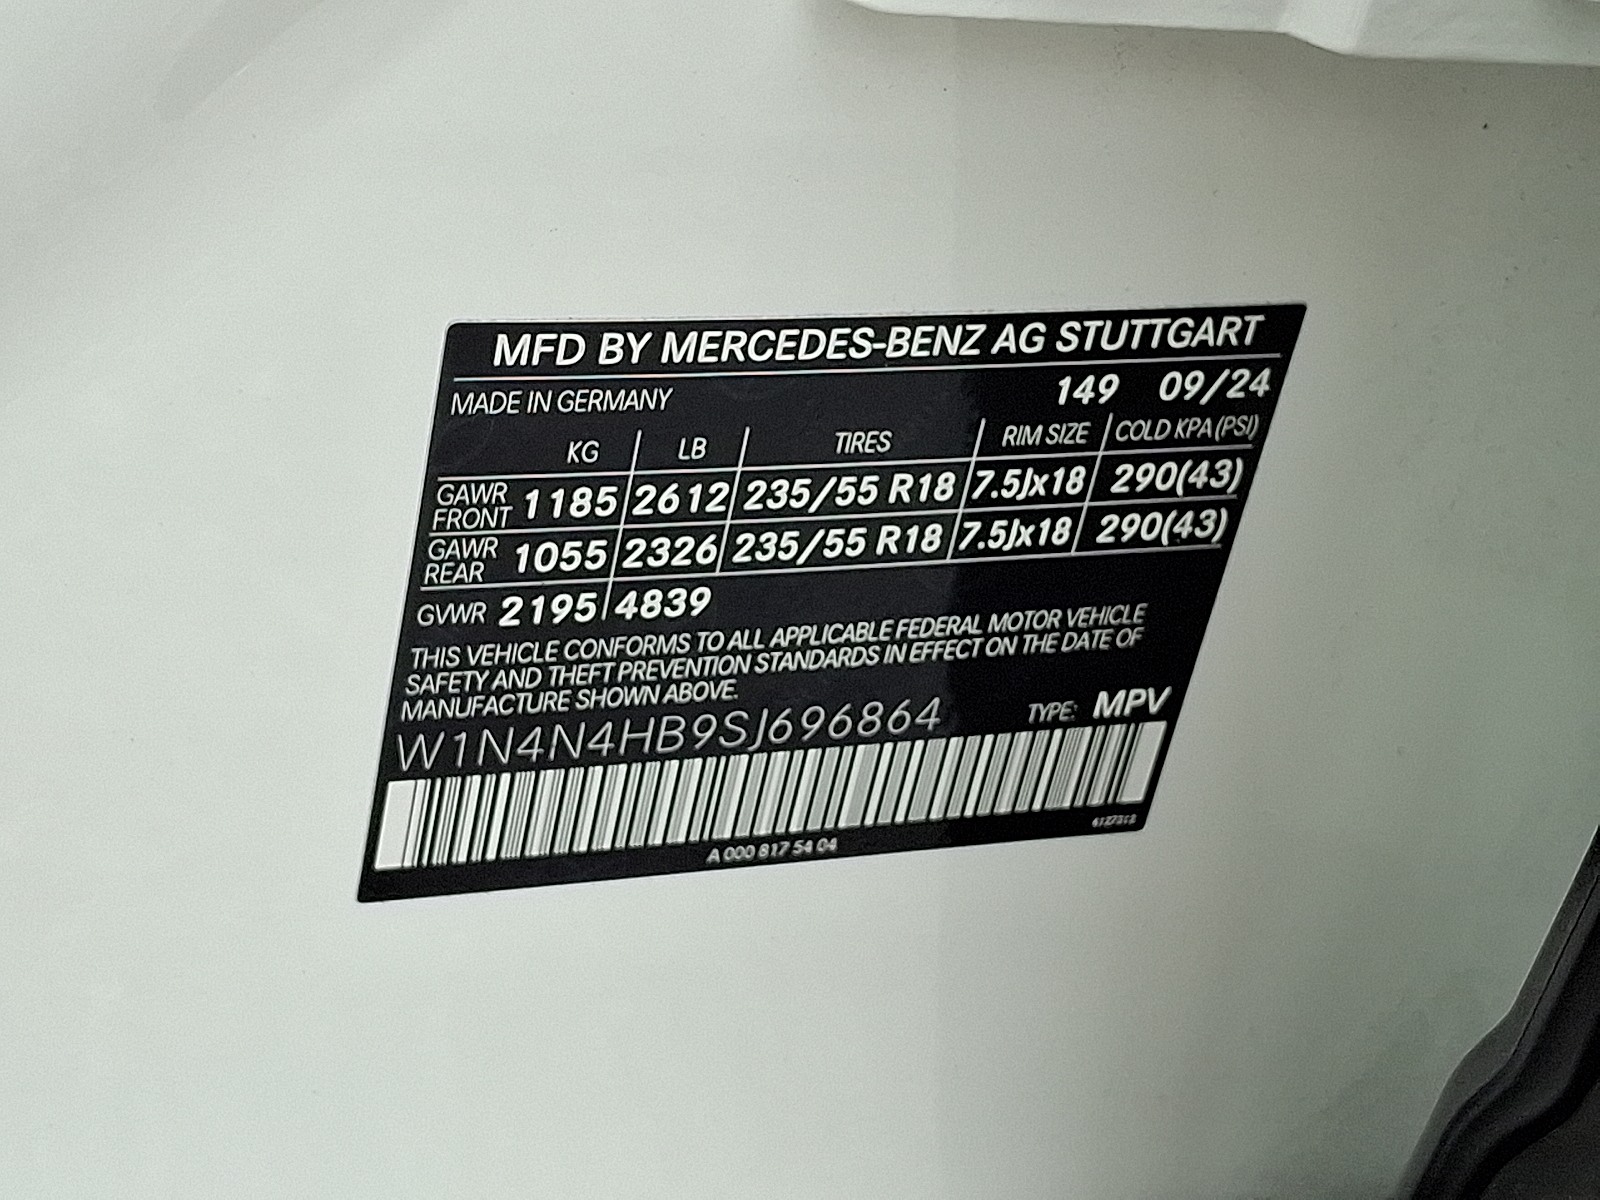 MFD BY MERCEDES-BENZ AG STUTTGART
MADE IN GERMANY 149 09/24
KG LB TIRES RIM SIZE COLD KPA (PSI)
GAWR FRONT 1185 2612 235/55 R18 7.5Jx18 290(43)
GAWR REAR 1055 2326 235/55 R18 7.5Jx18 290(43)
GVWR 2195 4839
THIS VEHICLE CONFORMS TO ALL APPLICABLE FEDERAL MOTOR VEHICLE
SAFETY AND THEFT PREVENTION STANDARDS IN EFFECT ON THE DATE OF
MANUFACTURE SHOWN ABOVE.
W1N4N4HB9SJ696864 TYPE: MPV
A 000 817 54 04